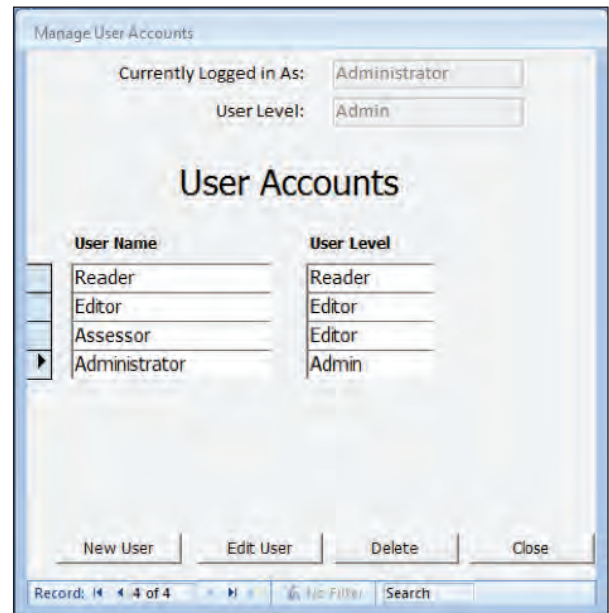 Manage User Accounts
Currently Logged in As: Administrator
User Level: Admin
User Accounts
User Name User Level
Reader Reader
Editor Editor
Assessor Editor
Administrator Admin
New User Edit User Delete Close
Record: 4 of 4 No Filter Search